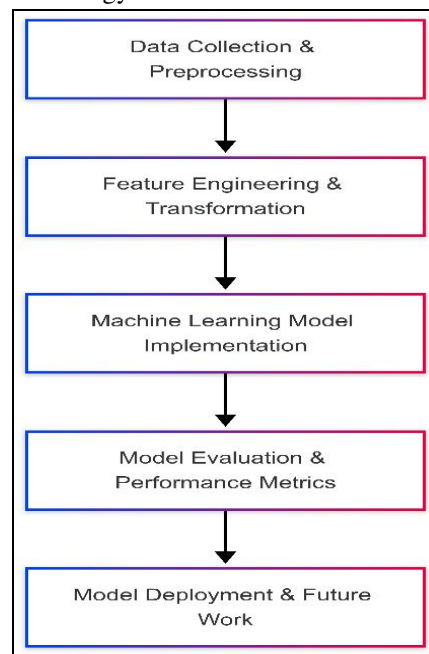 Data Collection &
Preprocessing
Feature Engineering &
Transformation
Machine Learning Model
Implementation
Model Evaluation &
Performance Metrics
Model Deployment & Future
Work